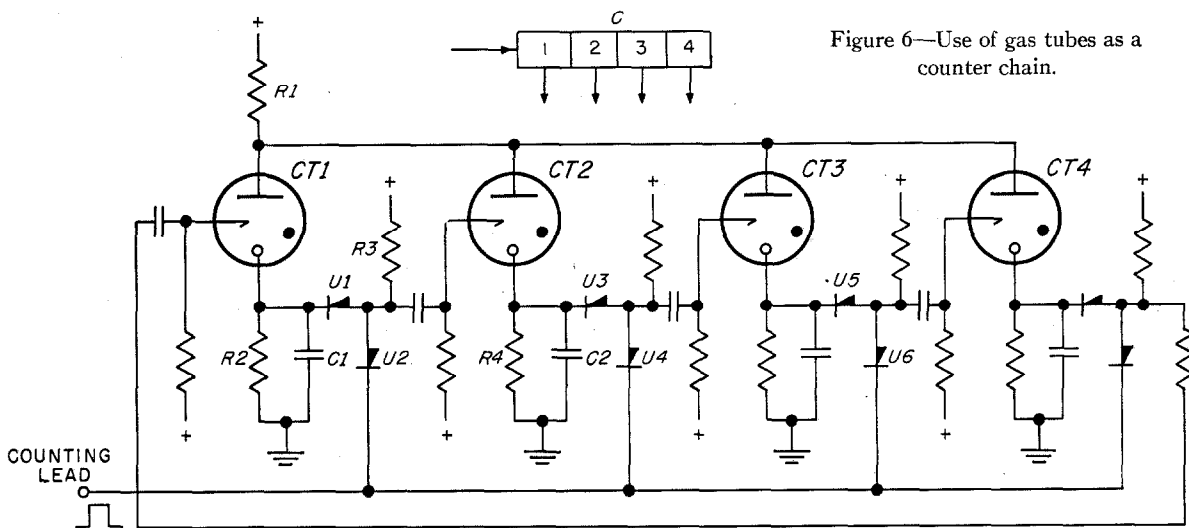 C
1 2 3 4
Figure 6—Use of gas tubes as a
counter chain.
+
R1
CT1
CT2
CT3
CT4
+
+
+
R3
U1
U3
U5
R2
C1
U2
R4
C2
U4
U6
+
+
+
+
COUNTING
LEAD